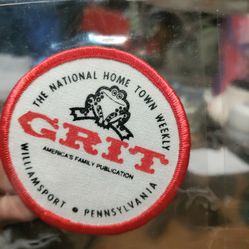 THE NATIONAL HOME TOWN WEEKLY
GRIT
AMERICA'S FAMILY PUBLICATION
WILLIAMSPORT • PENNSYLVANIA